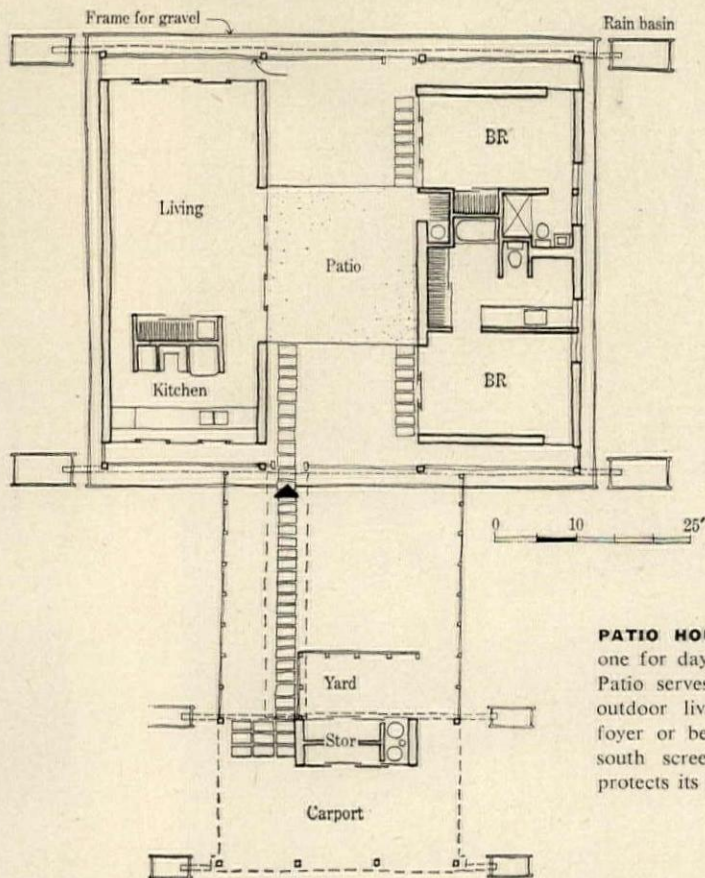 Frame for gravel
Rain basin
BR
Living
Patio
Kitchen
BR
0 10 25'
PATIO HOU
one for day
Patio serves
outdoor liv
foyer or be
south scree
protects its
Yard
Stor
Carport